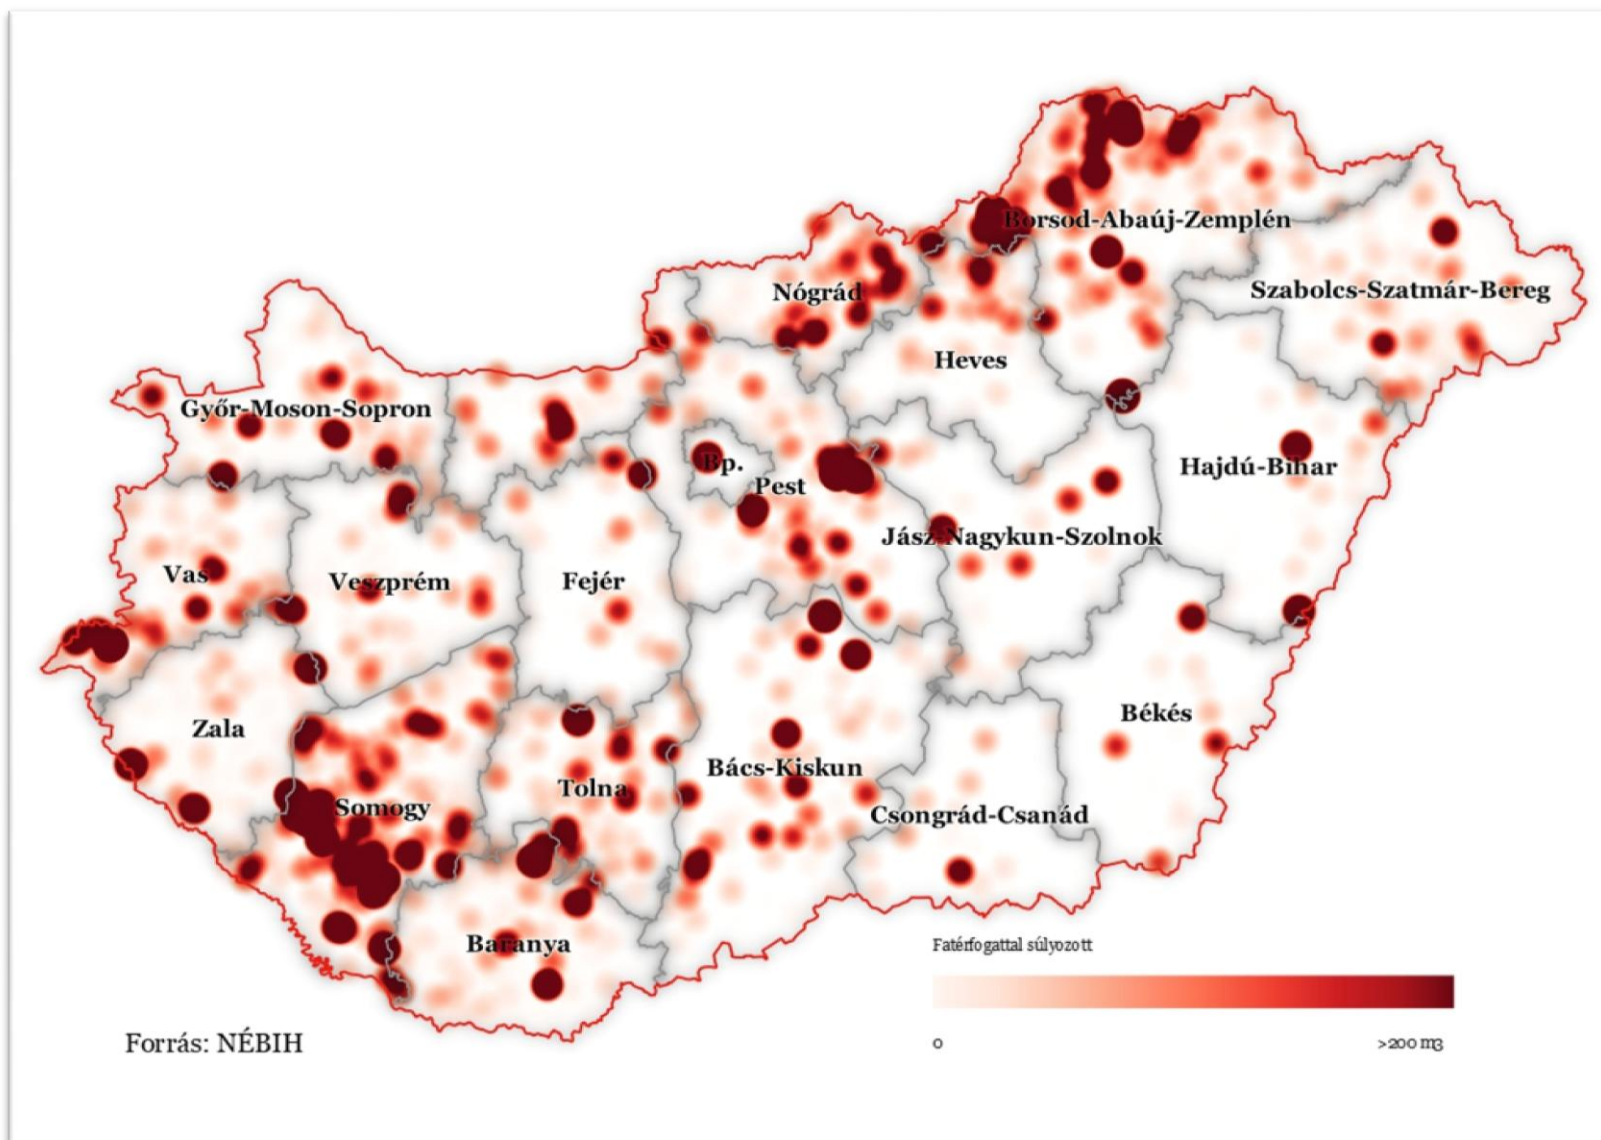 Borsod-Abaúj-Zemplén
Szabolcs-Szatmár-Bereg
Nógrád
Heves
Győr-Moson-Sopron
Bp.
Pest
Hajdú-Bihar
Jász-Nagykun-Szolnok
Vas
Veszprém
Fejér
Zala
Békés
Bács-Kiskun
Tolna
Somogy
Csongrád-Csanád
Baranya
Fatérfogattal súlyozott
0
>200 m3
Forrás: NÉBIH